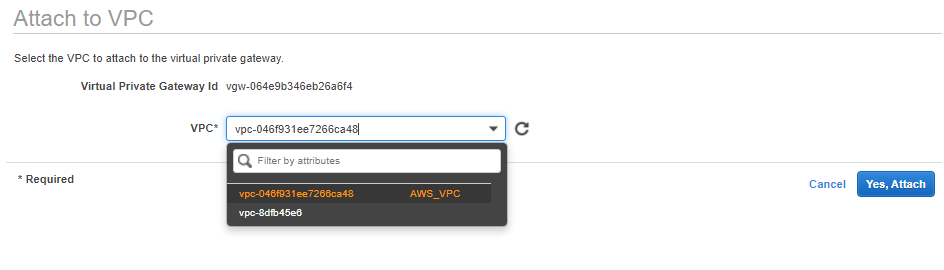 Attach to VPC
Select the VPC to attach to the virtual private gateway.
Virtual Private Gateway Id vgw-064e9b346eb26a6f4
VPC* vpc-046f931ee7266ca48
Filter by attributes
vpc-046f931ee7266ca48 AWS_VPC
vpc-8dfb45e6
* Required
Cancel Yes, Attach